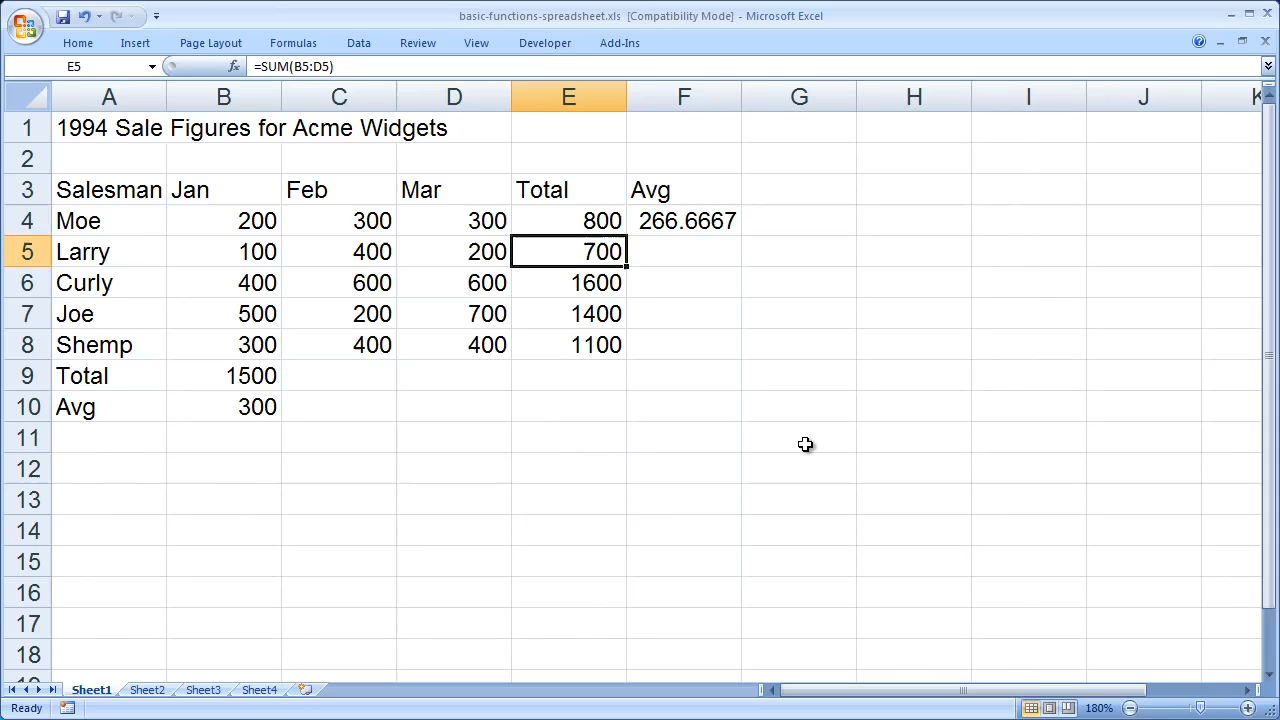 basic-functions-spreadsheet.xls [Compatibility Mode] - Microsoft Excel
Home Insert Page Layout Formulas Data Review View Developer Add-Ins
E5 fx =SUM(B5:D5)
A B C D E F G H I J K
1 1994 Sale Figures for Acme Widgets
2
3 Salesman Jan Feb Mar Total Avg
4 Moe 200 300 300 800 266.6667
5 Larry 100 400 200 700
6 Curly 400 600 600 1600
7 Joe 500 200 700 1400
8 Shemp 300 400 400 1100
9 Total 1500
10 Avg 300
11
12
13
14
15
16
17
18
Sheet1 Sheet2 Sheet3 Sheet4
Ready 180%